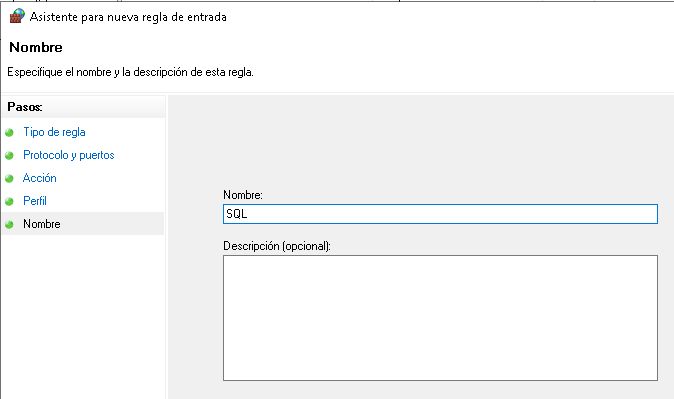 Asistente para nueva regla de entrada
Nombre
Especifique el nombre y la descripción de esta regla.
Pasos:
Tipo de regla
Protocolo y puertos
Acción
Perfil
Nombre
Nombre:
SQL
Descripción (opcional):